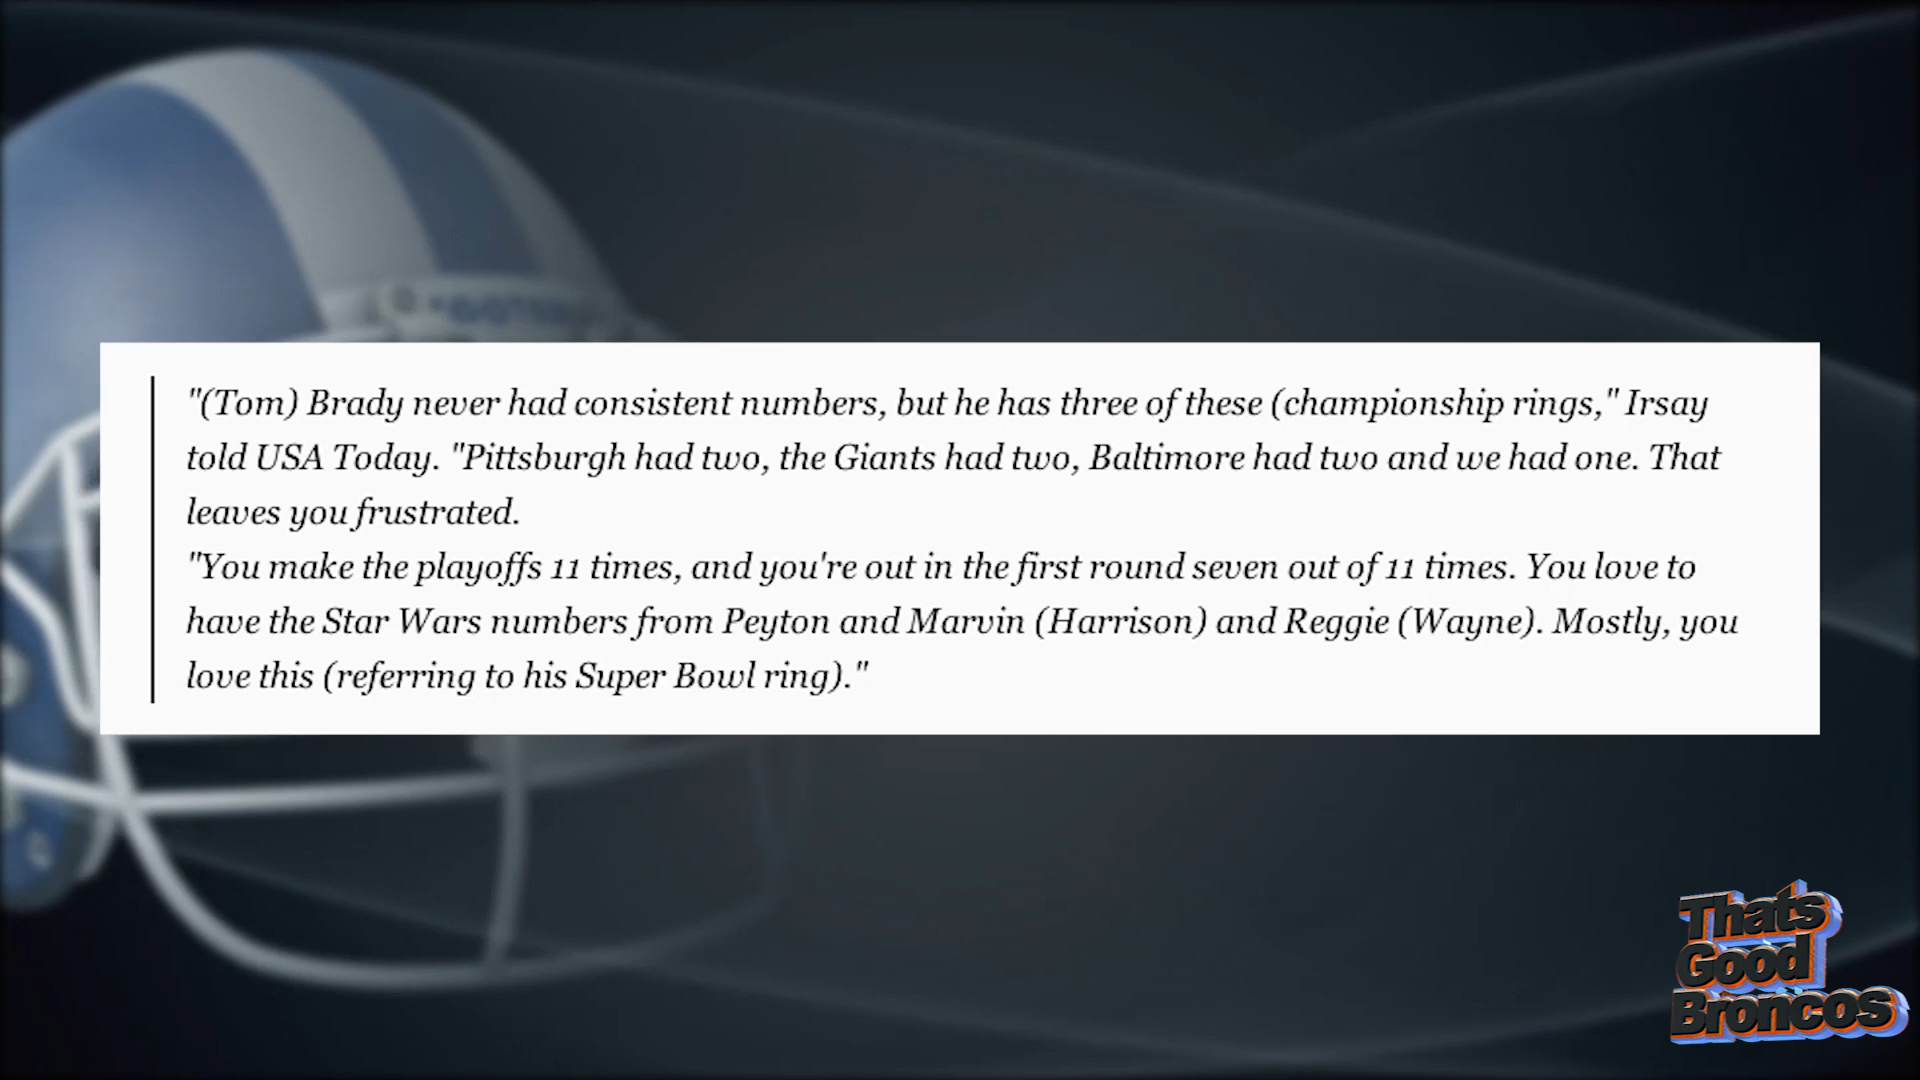 "(Tom) Brady never had consistent numbers, but he has three of these (championship rings," Irsay
told USA Today. "Pittsburgh had two, the Giants had two, Baltimore had two and we had one. That
leaves you frustrated.
"You make the playoffs 11 times, and you're out in the first round seven out of 11 times. You love to
have the Star Wars numbers from Peyton and Marvin (Harrison) and Reggie (Wayne). Mostly, you
love this (referring to his Super Bowl ring)."
Thats
Good
Broncos